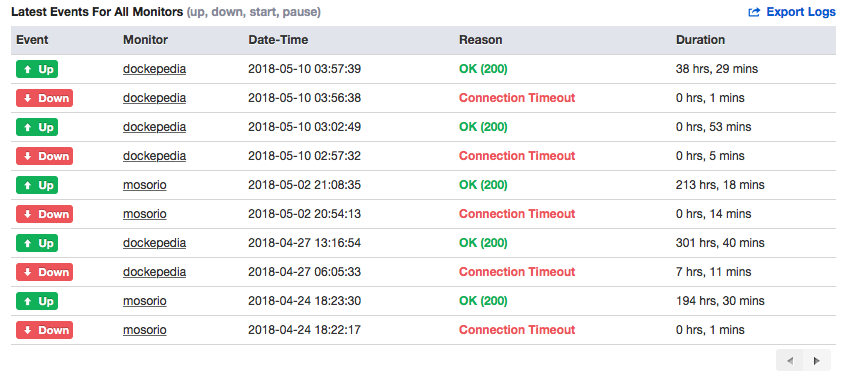 Latest Events For All Monitors (up, down, start, pause) Export Logs
Event Monitor Date-Time Reason Duration
Up dockepedia 2018-05-10 03:57:39 OK (200) 38 hrs, 29 mins
Down dockepedia 2018-05-10 03:56:38 Connection Timeout 0 hrs, 1 mins
Up dockepedia 2018-05-10 03:02:49 OK (200) 0 hrs, 53 mins
Down dockepedia 2018-05-10 02:57:32 Connection Timeout 0 hrs, 5 mins
Up mosorio 2018-05-02 21:08:35 OK (200) 213 hrs, 18 mins
Down mosorio 2018-05-02 20:54:13 Connection Timeout 0 hrs, 14 mins
Up dockepedia 2018-04-27 13:16:54 OK (200) 301 hrs, 40 mins
Down dockepedia 2018-04-27 06:05:33 Connection Timeout 7 hrs, 11 mins
Up mosorio 2018-04-24 18:23:30 OK (200) 194 hrs, 30 mins
Down mosorio 2018-04-24 18:22:17 Connection Timeout 0 hrs, 1 mins